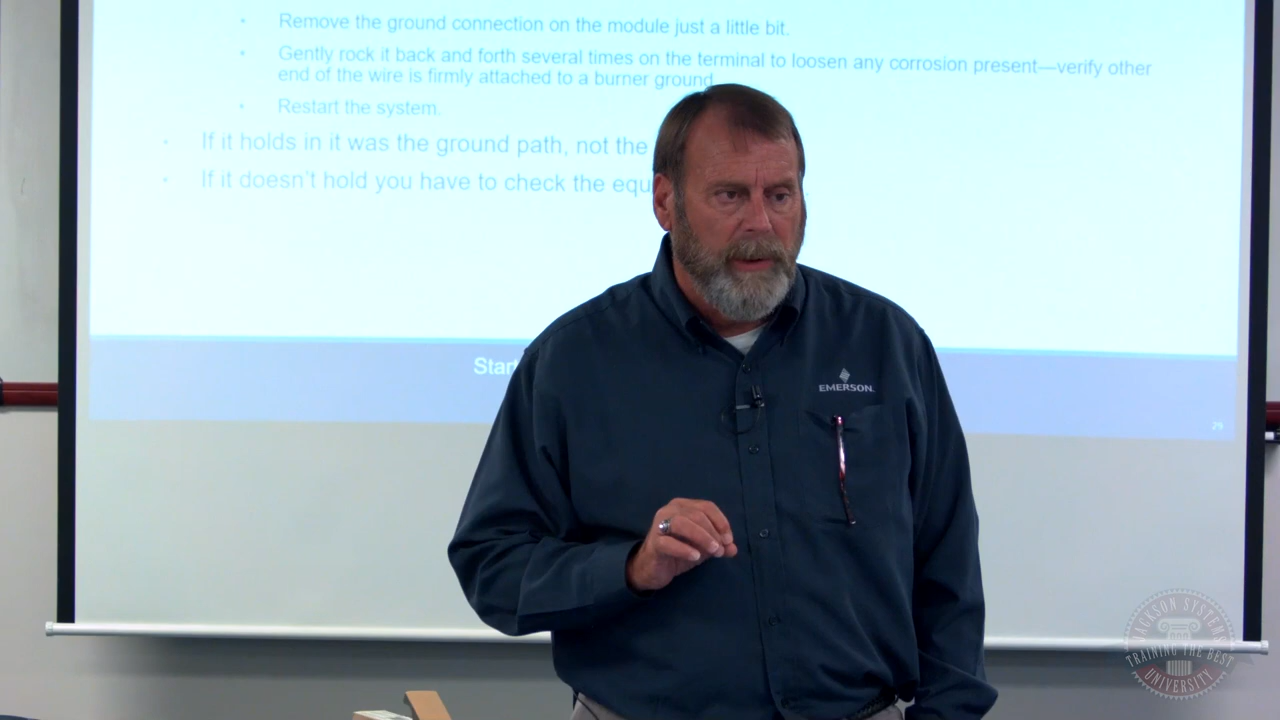 Remove the ground connection on the module just a little bit.
Gently rock it back and forth several times on the terminal to loosen any corrosion present—verify other
end of the wire is firmly attached to a burner ground
Restart the system.
If it holds in it was the ground path, not the
If it doesn't hold you have to check the equ
Start
29
EMERSON
JACKSON SYSTEMS
TRAINING THE BEST
UNIVERSITY